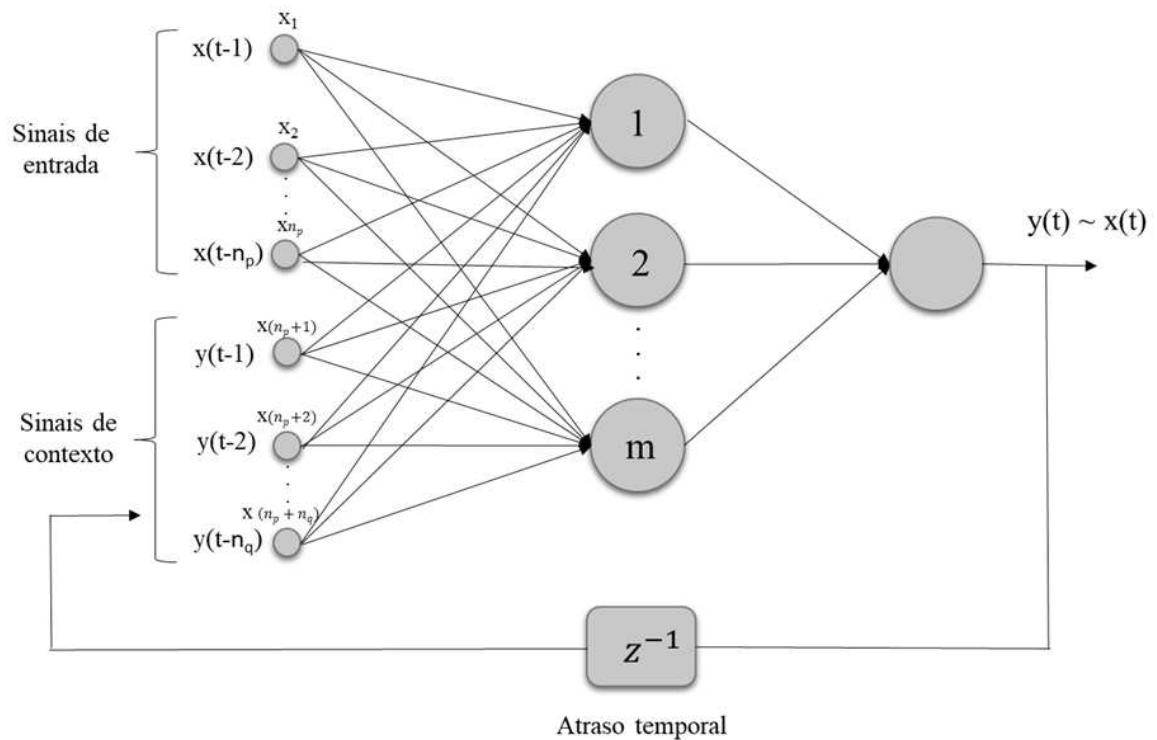 x₁
x(t-1)
Sinais de
entrada
x₂
x(t-2)
xₙₚ
x(t-nₚ)
1
2
m
y(t) ~ x(t)
Sinais de
contexto
x(nₚ+1)
y(t-1)
x(nₚ+2)
y(t-2)
x (nₚ + n_q)
y(t-n_q)
z⁻¹
Atraso temporal